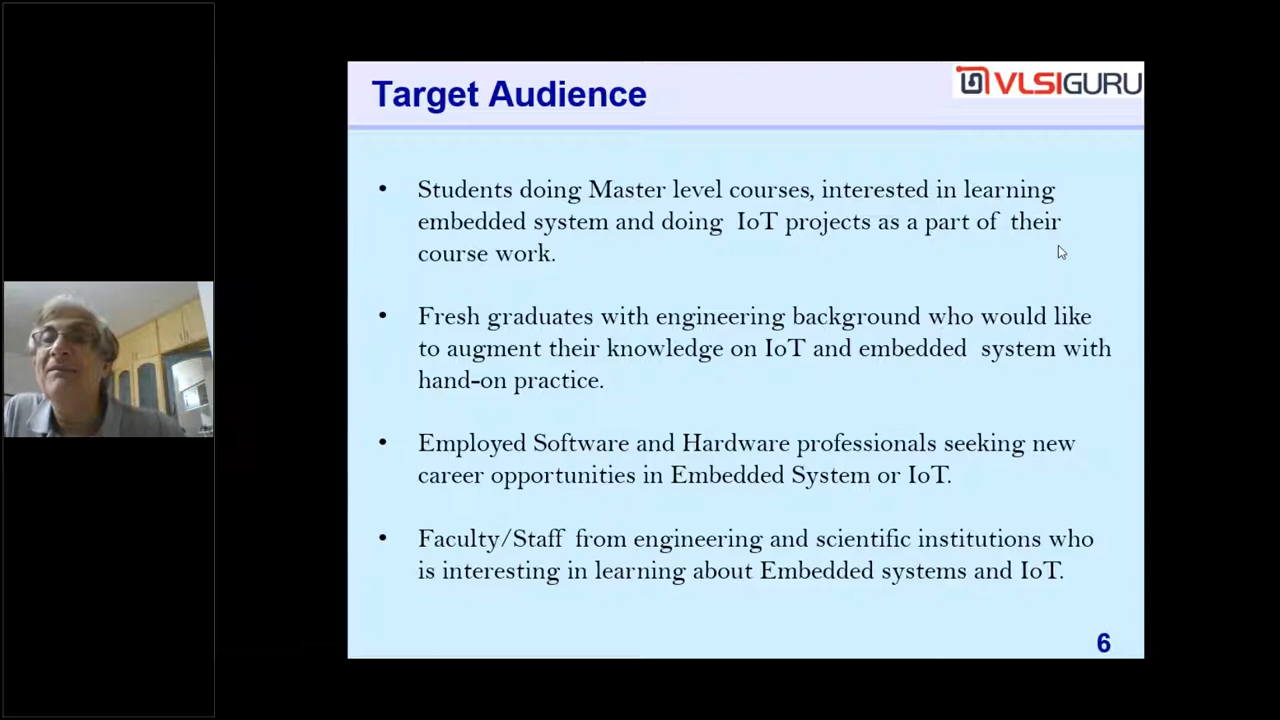 Target Audience
VLSIGURU
• Students doing Master level courses, interested in learning
embedded system and doing IoT projects as a part of their
course work.
• Fresh graduates with engineering background who would like
to augment their knowledge on IoT and embedded system with
hand-on practice.
• Employed Software and Hardware professionals seeking new
career opportunities in Embedded System or IoT.
• Faculty/Staff from engineering and scientific institutions who
is interesting in learning about Embedded systems and IoT.
6